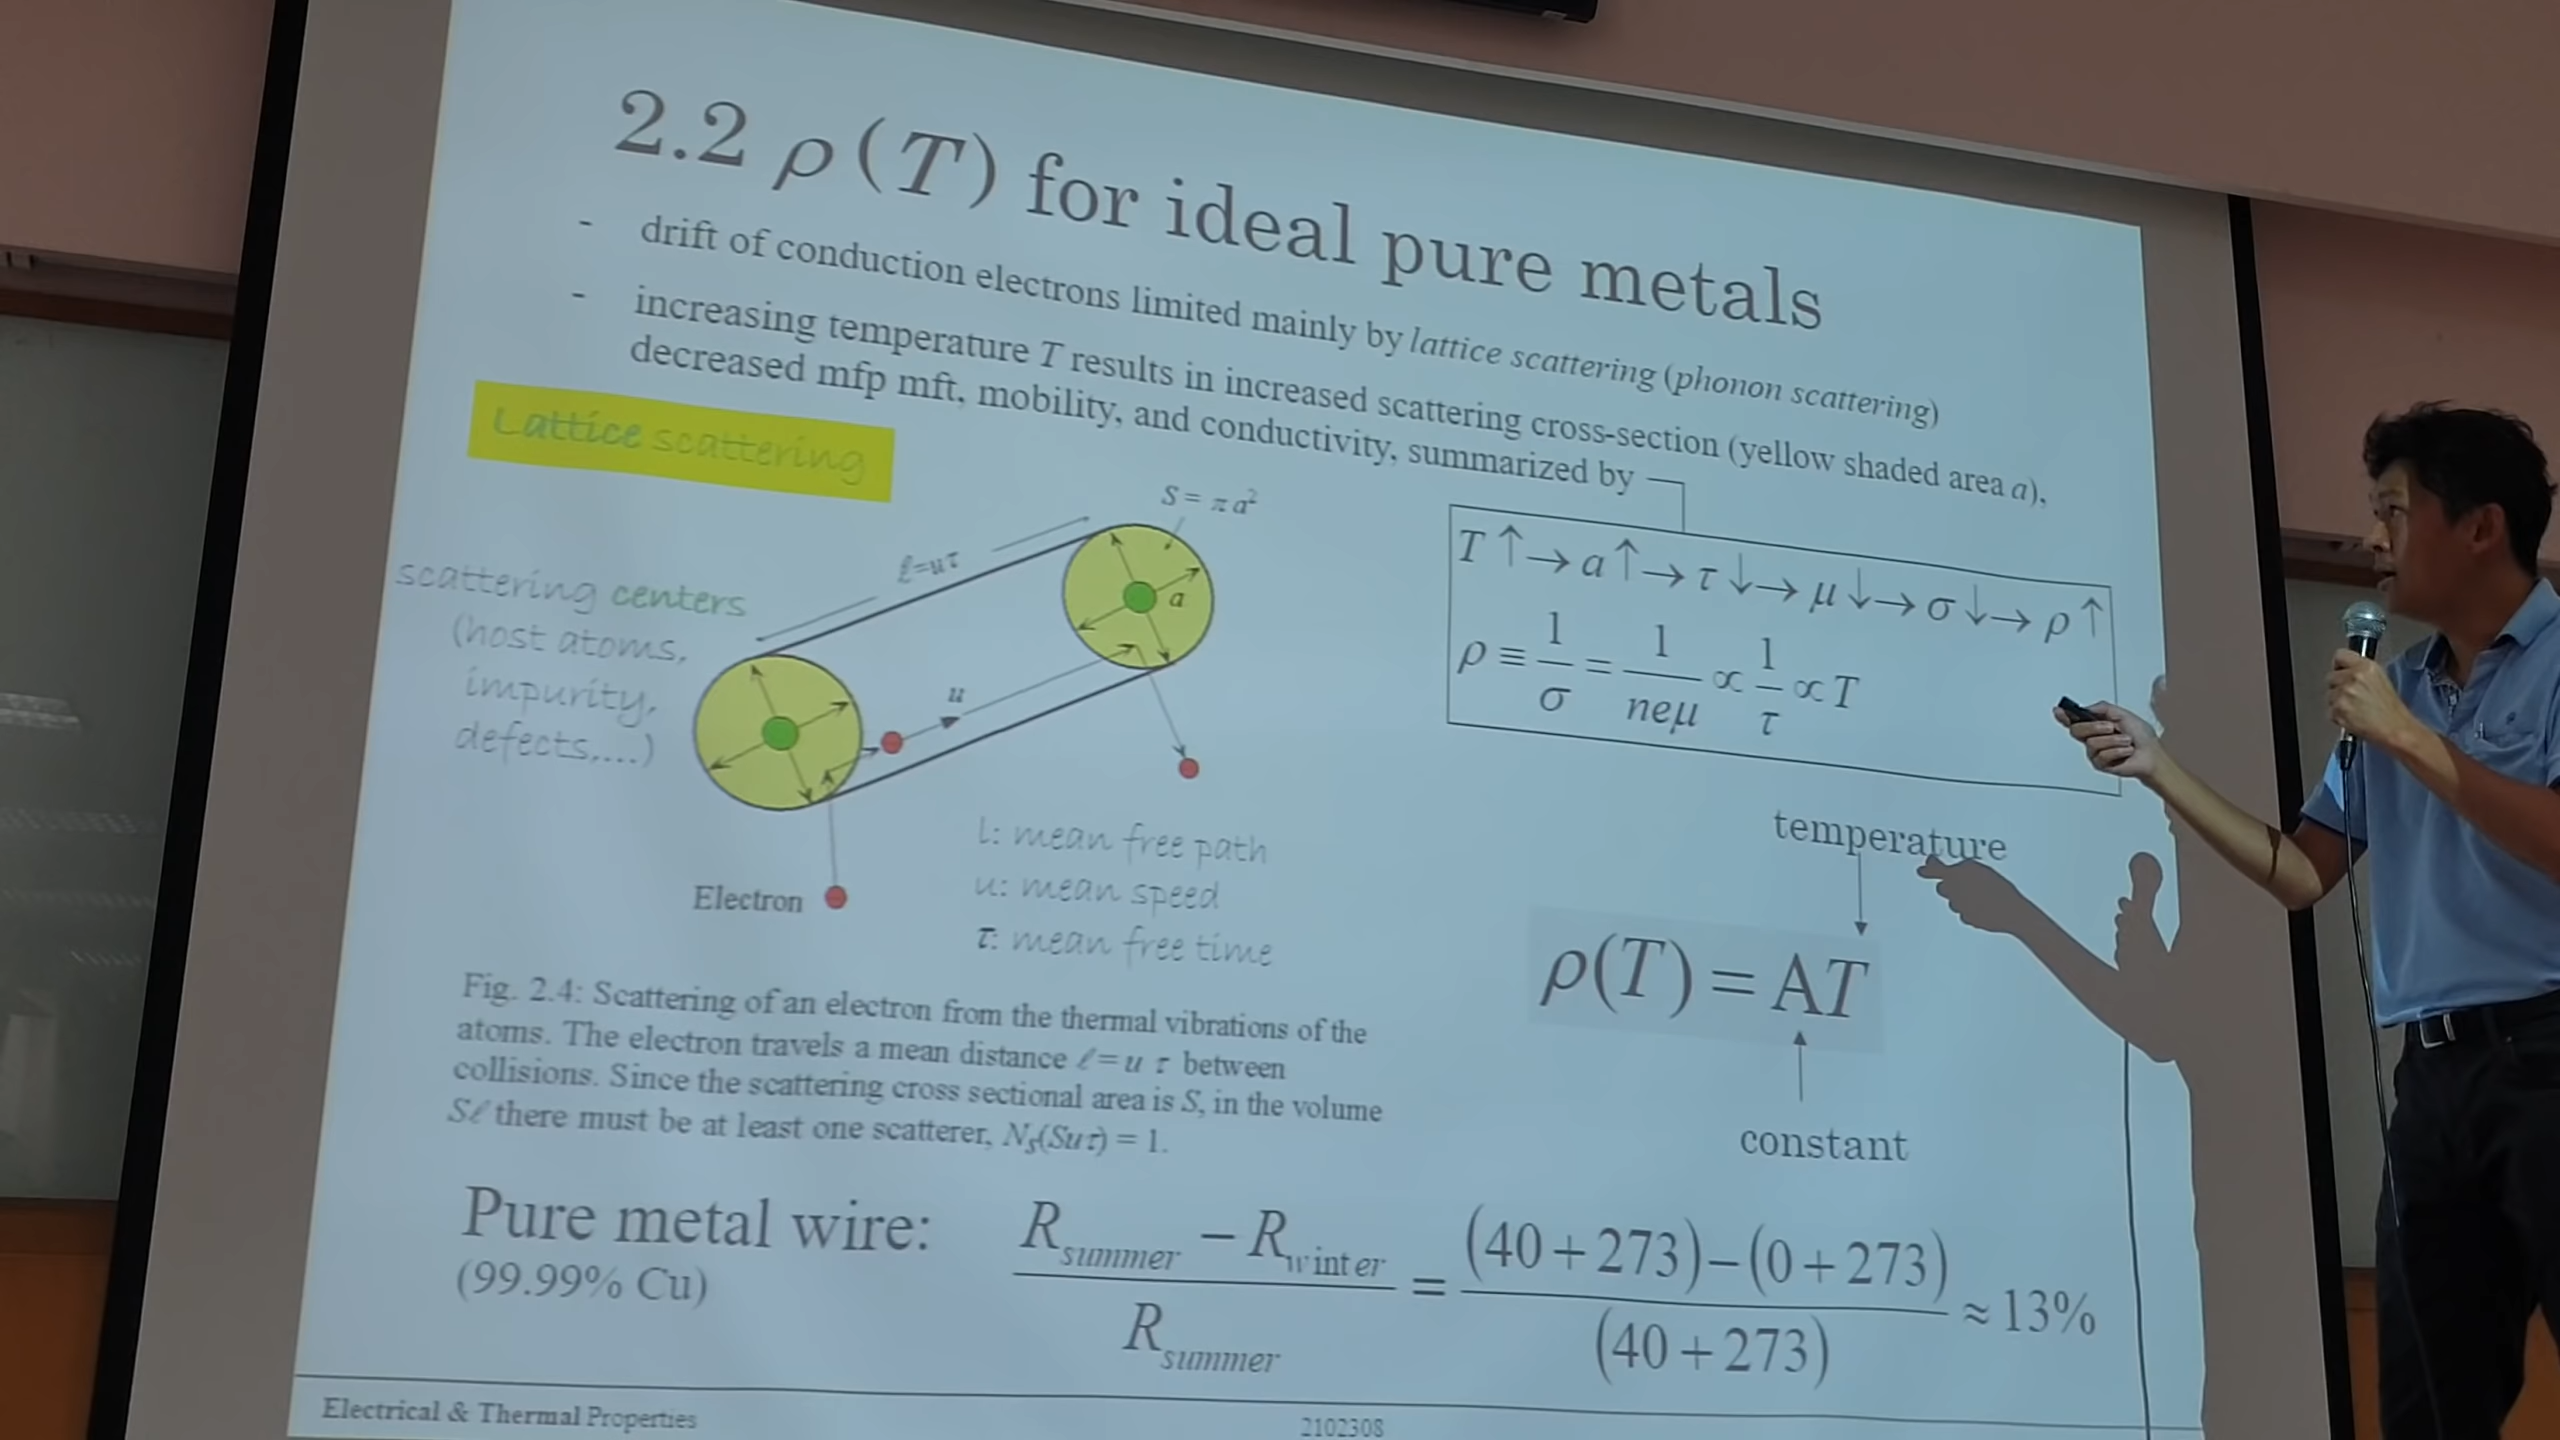 2.2 ρ(T) for ideal pure metals
- drift of conduction electrons limited mainly by lattice scattering (phonon scattering)
- increasing temperature T results in increased scattering cross-section (yellow shaded area a),
decreased mfp mft, mobility, and conductivity, summarized by
Lattice scattering
S = πa²
ℓ=uτ
a
u
scattering centers
(host atoms,
impurity,
defects,....)
Electron
l: mean free path
u: mean speed
τ: mean free time
T ↑→ a ↑→ τ ↓→ μ ↓→ σ ↓→ ρ ↑
ρ ≡ 1/σ = 1/neμ ∝ 1/τ ∝ T
temperature
ρ(T) = AT
constant
Fig. 2.4: Scattering of an electron from the thermal vibrations of the
atoms. The electron travels a mean distance ℓ = u τ between
collisions. Since the scattering cross sectional area is S, in the volume
Sℓ there must be at least one scatterer, Ns(Suτ) = 1.
Pure metal wire:
(99.99% Cu)
(R summer − R winter) / R summer = ((40+273)−(0+273)) / (40+273) ≈ 13%
Electrical & Thermal Properties
2102308